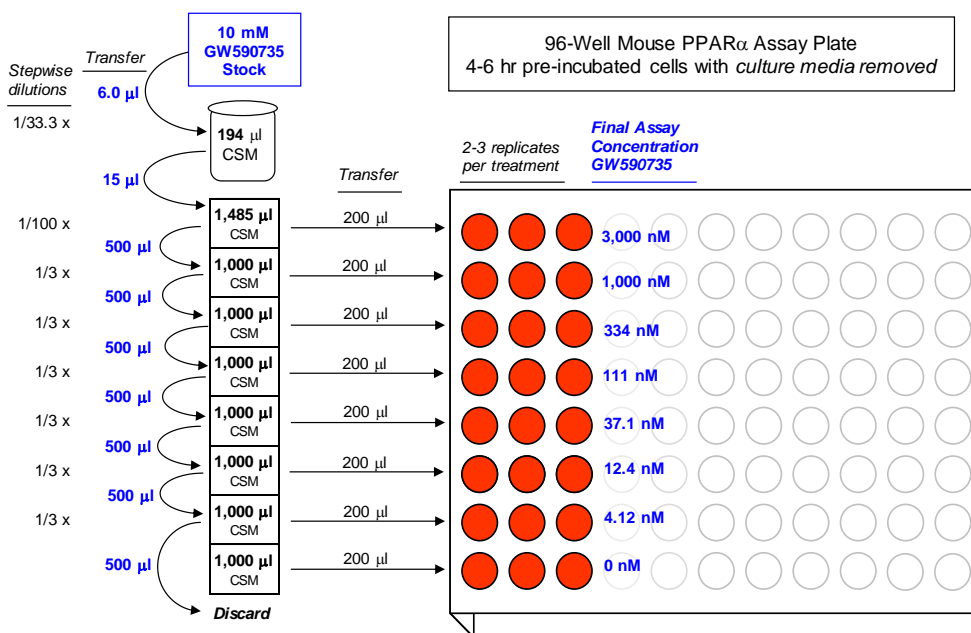 10 mM
GW590735
Stock
96-Well Mouse PPARα Assay Plate
4-6 hr pre-incubated cells with culture media removed
Stepwise
dilutions
Transfer
6.0 µl
1/33.3 x
194 µl
CSM
15 µl
Transfer
2-3 replicates
per treatment
Final Assay
Concentration
GW590735
1/100 x
1,485 µl
CSM
200 µl
3,000 nM
500 µl
1/3 x
1,000 µl
CSM
200 µl
1,000 nM
500 µl
1/3 x
1,000 µl
CSM
200 µl
334 nM
500 µl
1/3 x
1,000 µl
CSM
200 µl
111 nM
500 µl
1/3 x
1,000 µl
CSM
200 µl
37.1 nM
500 µl
1/3 x
1,000 µl
CSM
200 µl
12.4 nM
500 µl
1/3 x
1,000 µl
CSM
200 µl
4.12 nM
500 µl
1,000 µl
CSM
200 µl
0 nM
Discard